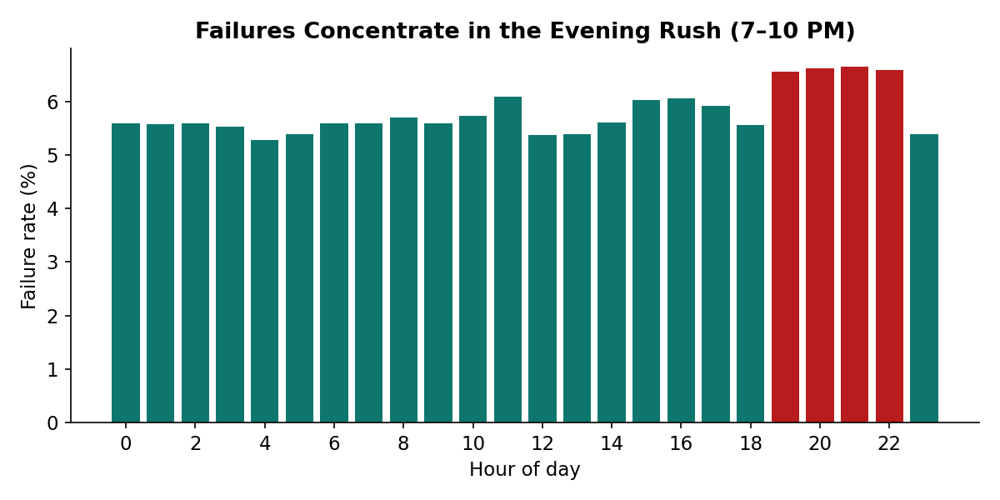 Failures Concentrate in the Evening Rush (7–10 PM)
6
5
4
3
2
1
0
Failure rate (%)
0 2 4 6 8 10 12 14 16 18 20 22
Hour of day